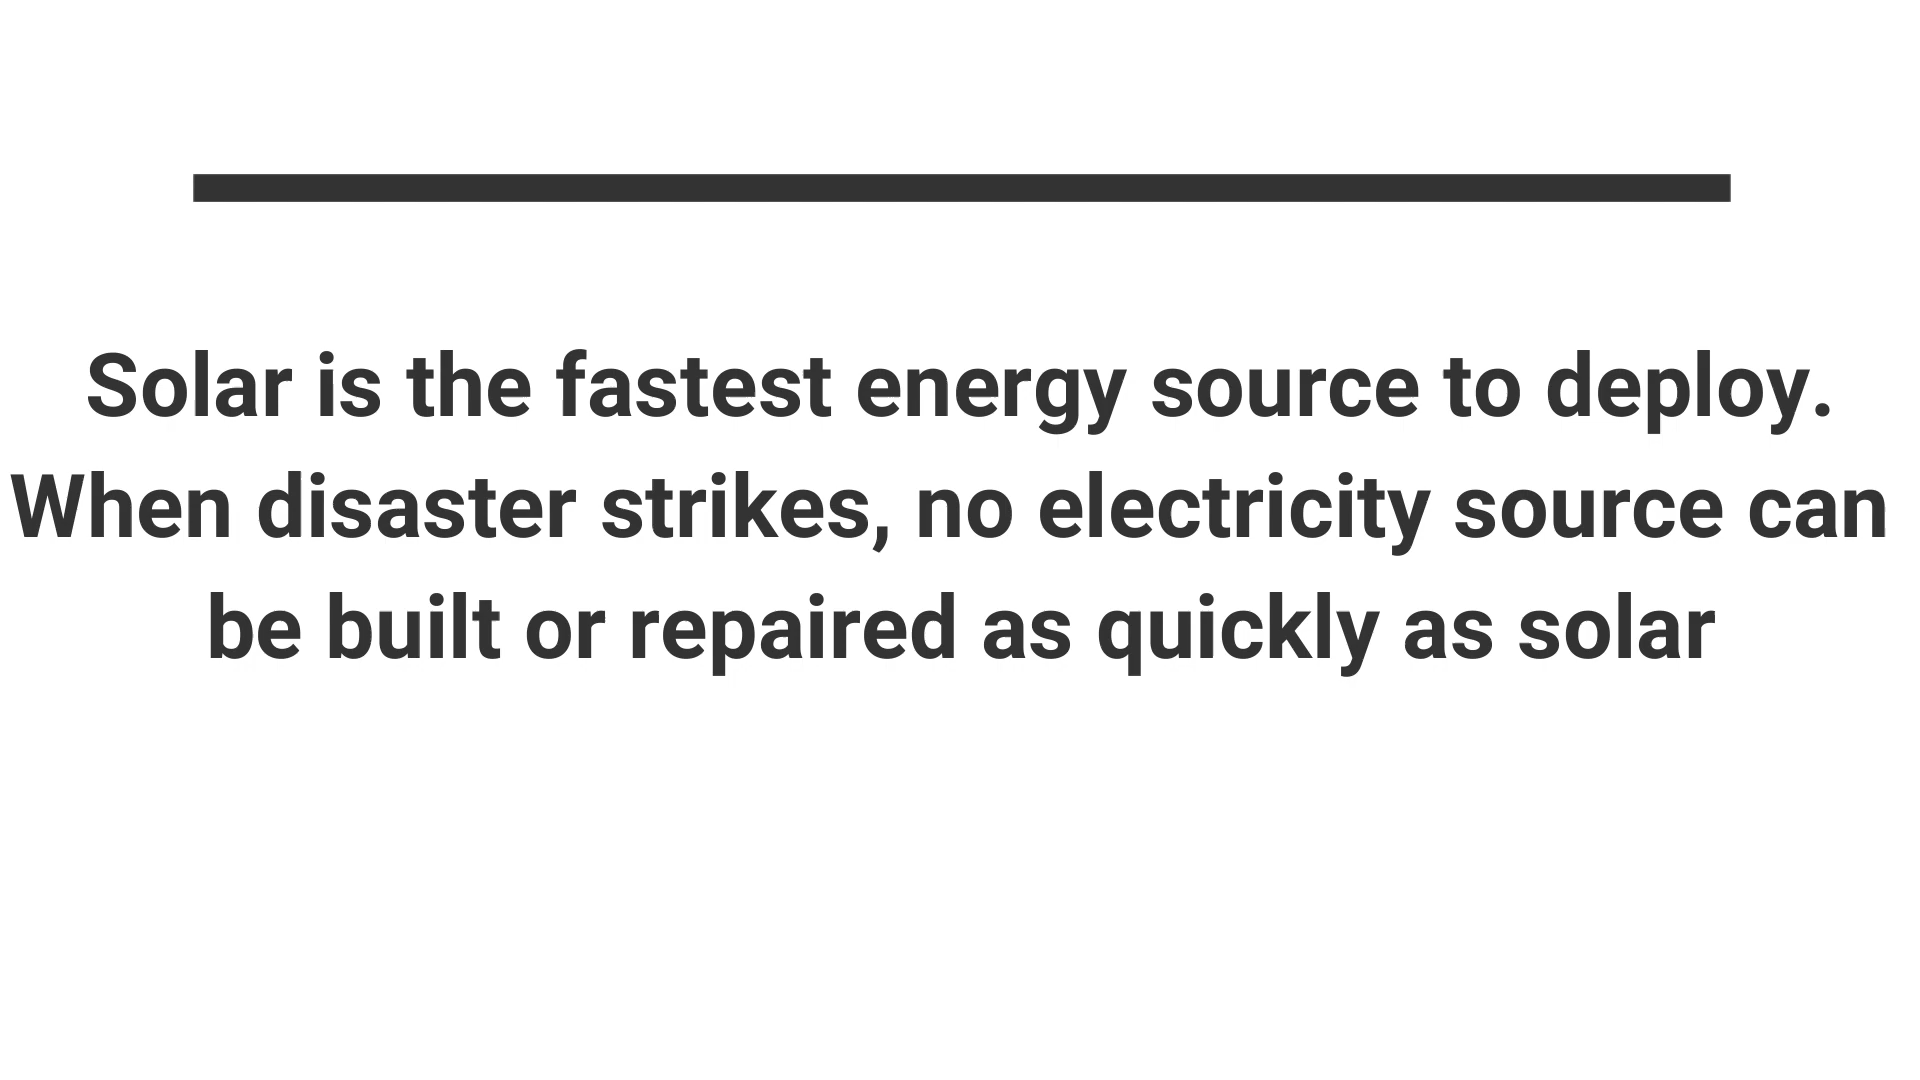 Solar is the fastest energy source to deploy.
When disaster strikes, no electricity source can
be built or repaired as quickly as solar